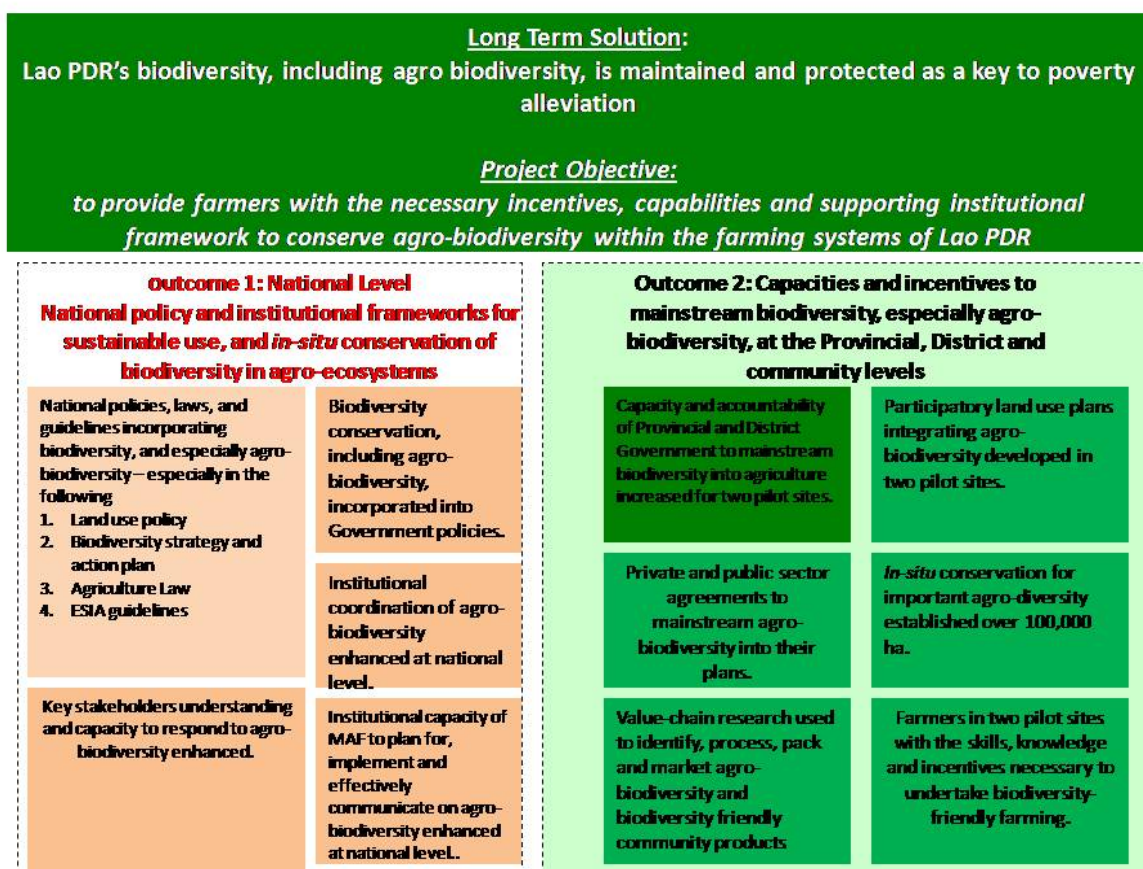 Long Term Solution:
Lao PDR's biodiversity, including agro biodiversity, is maintained and protected as a key to poverty
alleviation
Project Objective:
to provide farmers with the necessary incentives, capabilities and supporting institutional
framework to conserve agro-biodiversity within the farming systems of Lao PDR
Outcome 1: National Level
National policy and institutional frameworks for
sustainable use, and in-situ conservation of
biodiversity in agro-ecosystems
National policies, laws, and
guidelines incorporating
biodiversity, and especially agro-
biodiversity – especially in the
following
1. Land use policy
2. Biodiversity strategy and
action plan
3. Agriculture Law
4. ESIA guidelines
Biodiversity
conservation,
including agro-
biodiversity,
incorporated into
Government policies.
Institutional
coordination of agro-
biodiversity
enhanced at national
level.
Key stakeholders understanding
and capacity to respond to agro-
biodiversity enhanced.
Institutional capacity of
MAF to plan for,
implement and
effectively
communicate on agro-
biodiversity enhanced
at national level..
Outcome 2: Capacities and incentives to
mainstream biodiversity, especially agro-
biodiversity, at the Provincial, District and
community levels
Capacity and accountability
of Provincial and District
Government to mainstream
biodiversity into agriculture
increased for two pilot sites.
Participatory land use plans
integrating agro-
biodiversity developed in
two pilot sites.
Private and public sector
agreements to
mainstream agro-
biodiversity into their
plans.
In-situ conservation for
important agro-diversity
established over 100,000
ha.
Value-chain research used
to identify, process, pack
and market agro-
biodiversity and
biodiversity friendly
community products
Farmers in two pilot sites
with the skills, knowledge
and incentives necessary to
undertake biodiversity-
friendly farming.